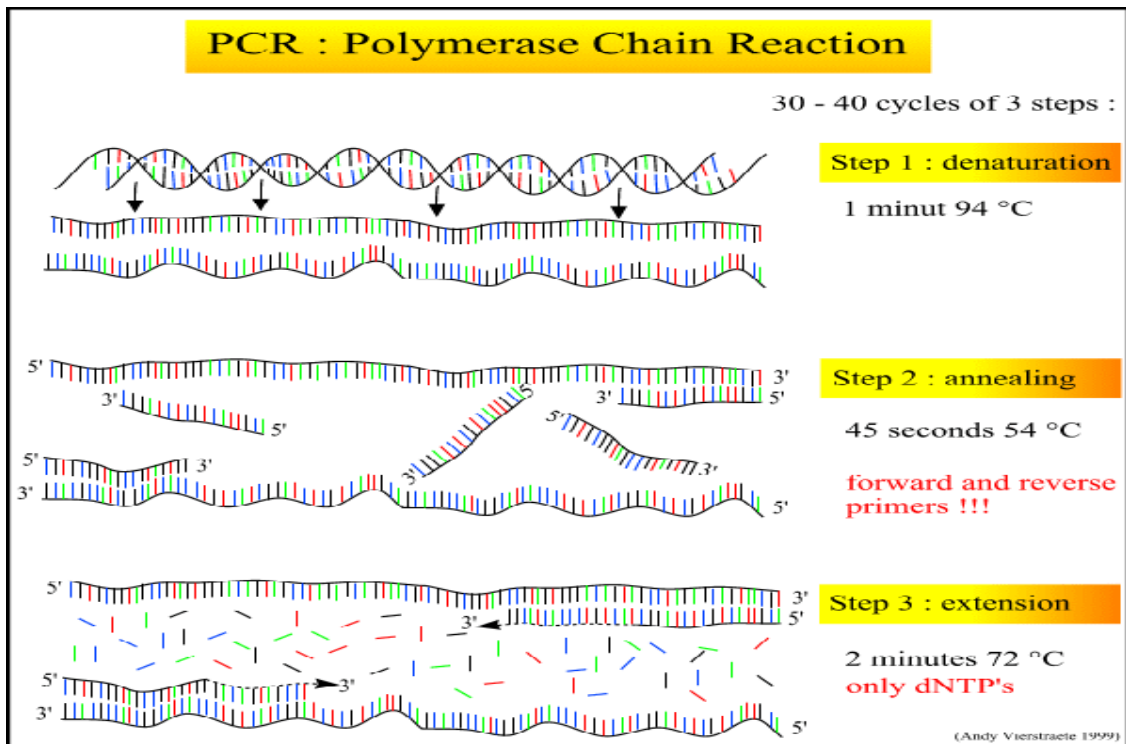 PCR : Polymerase Chain Reaction
30 - 40 cycles of 3 steps :
Step 1 : denaturation
1 minut 94 °C
5'
3'
Step 2 : annealing
3'
5'
5'
3'
5'
5'
3'
3'
45 seconds 54 °C
5'
3'
3'
5'
forward and reverse
primers !!!
5'
3'
Step 3 : extension
3'
5'
2 minutes 72 °C
only dNTP's
5'
3'
3'
5'
(Andy Vierstraete 1999)